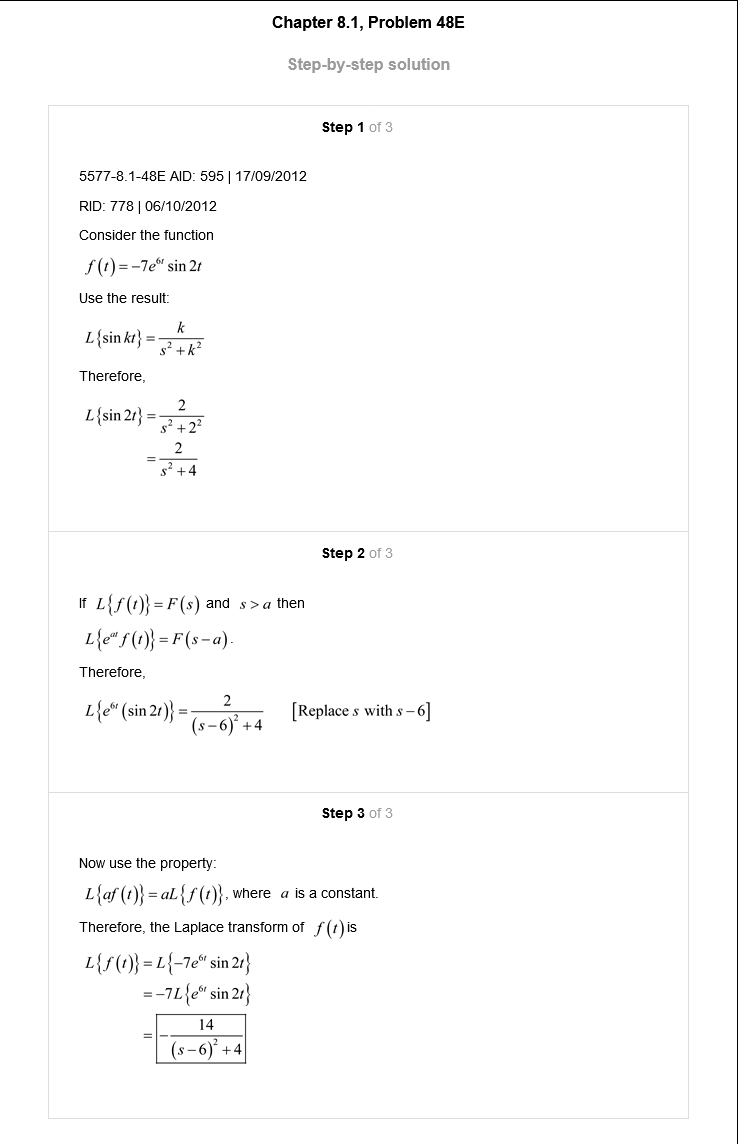 Chapter 8.1, Problem 48E
Step-by-step solution
Step 1 of 3
5577-8.1-48E AID: 595 | 17/09/2012
RID: 778 | 06/10/2012
Consider the function
f(t) = −7e^{6t} sin 2t
Use the result:
L{sin kt} = \frac{k}{s^2 + k^2}
Therefore,
L{sin 2t} = \frac{2}{s^2 + 2^2}
= \frac{2}{s^2 + 4}
Step 2 of 3
If L{f(t)} = F(s) and s > a then
L{e^{at} f(t)} = F(s − a).
Therefore,
L{e^{6t} (sin 2t)} = \frac{2}{(s − 6)^2 + 4} [Replace s with s − 6]
Step 3 of 3
Now use the property:
L{af(t)} = aL{f(t)}, where a is a constant.
Therefore, the Laplace transform of f(t) is
L{f(t)} = L{−7e^{6t} sin 2t}
= −7L{e^{6t} sin 2t}
= −\frac{14}{(s − 6)^2 + 4}